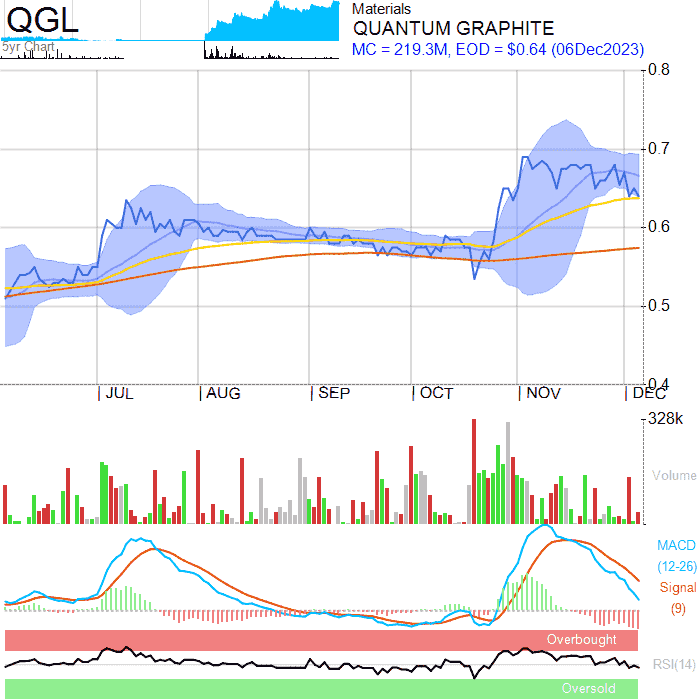 QGL
5yr Chart
Materials
QUANTUM GRAPHITE
MC = 219.3M, EOD = $0.64 (06Dec2023)
0.8
0.7
0.6
0.5
0.4
JUL AUG SEP OCT NOV DEC
328k
Volume
MACD
(12-26)
Signal
(9)
Overbought
RSI(14)
Oversold